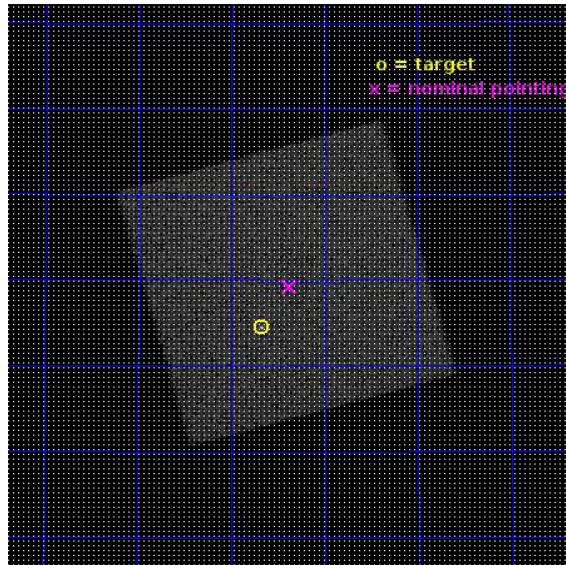 o = target
x = nominal pointing